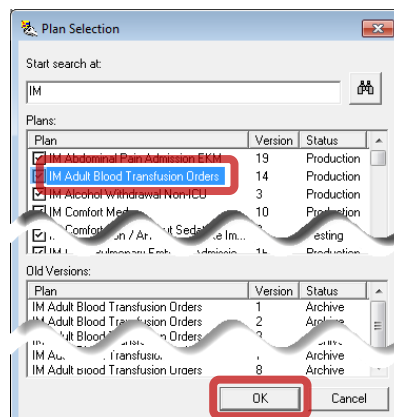 Plan Selection
Start search at:
IM
Plans:
Plan Version Status
IM Abdominal Pain Admission EKM 19 Production
IM Adult Blood Transfusion Orders 14 Production
IM Alcohol Withdrawal Non-ICU 3 Production
IM Comfort 10 Production
Testing
Old Versions:
Plan Version Status
IM Adult Blood Transfusion Orders 1 Archive
IM Adult Blood Transfusion Orders 2 Archive
IM Adult Blood Transfusion Orders 8 Archive
OK Cancel